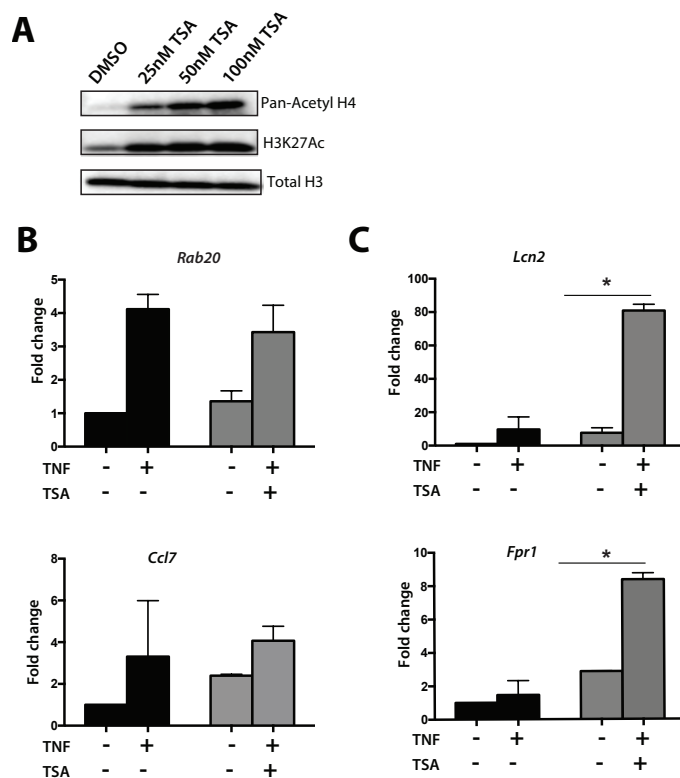 A
DMSO
25nM TSA
50nM TSA
100nM TSA
Pan-Acetyl H4
H3K27Ac
Total H3
B
Rab20
Fold change
5
4
3
2
1
0
TNF - + - +
TSA - - - +
Ccl7
Fold change
8
6
4
2
0
TNF - + - +
TSA - - - +
C
Lcn2
*
Fold change
100
80
60
40
20
0
TNF - + - +
TSA - - - +
Fpr1
*
Fold change
10
8
6
4
2
0
TNF - + - +
TSA - - - +